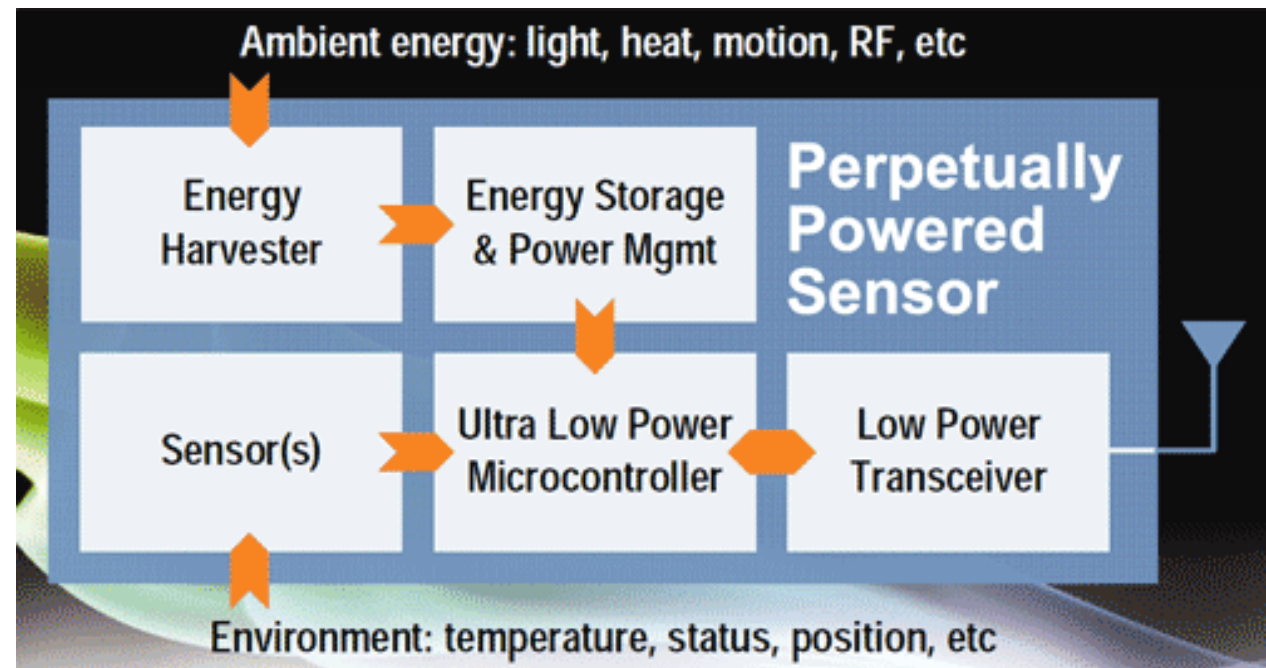 Ambient energy: light, heat, motion, RF, etc
Energy
Harvester
Energy Storage
& Power Mgmt
Perpetually
Powered
Sensor
Sensor(s)
Ultra Low Power
Microcontroller
Low Power
Transceiver
Environment: temperature, status, position, etc